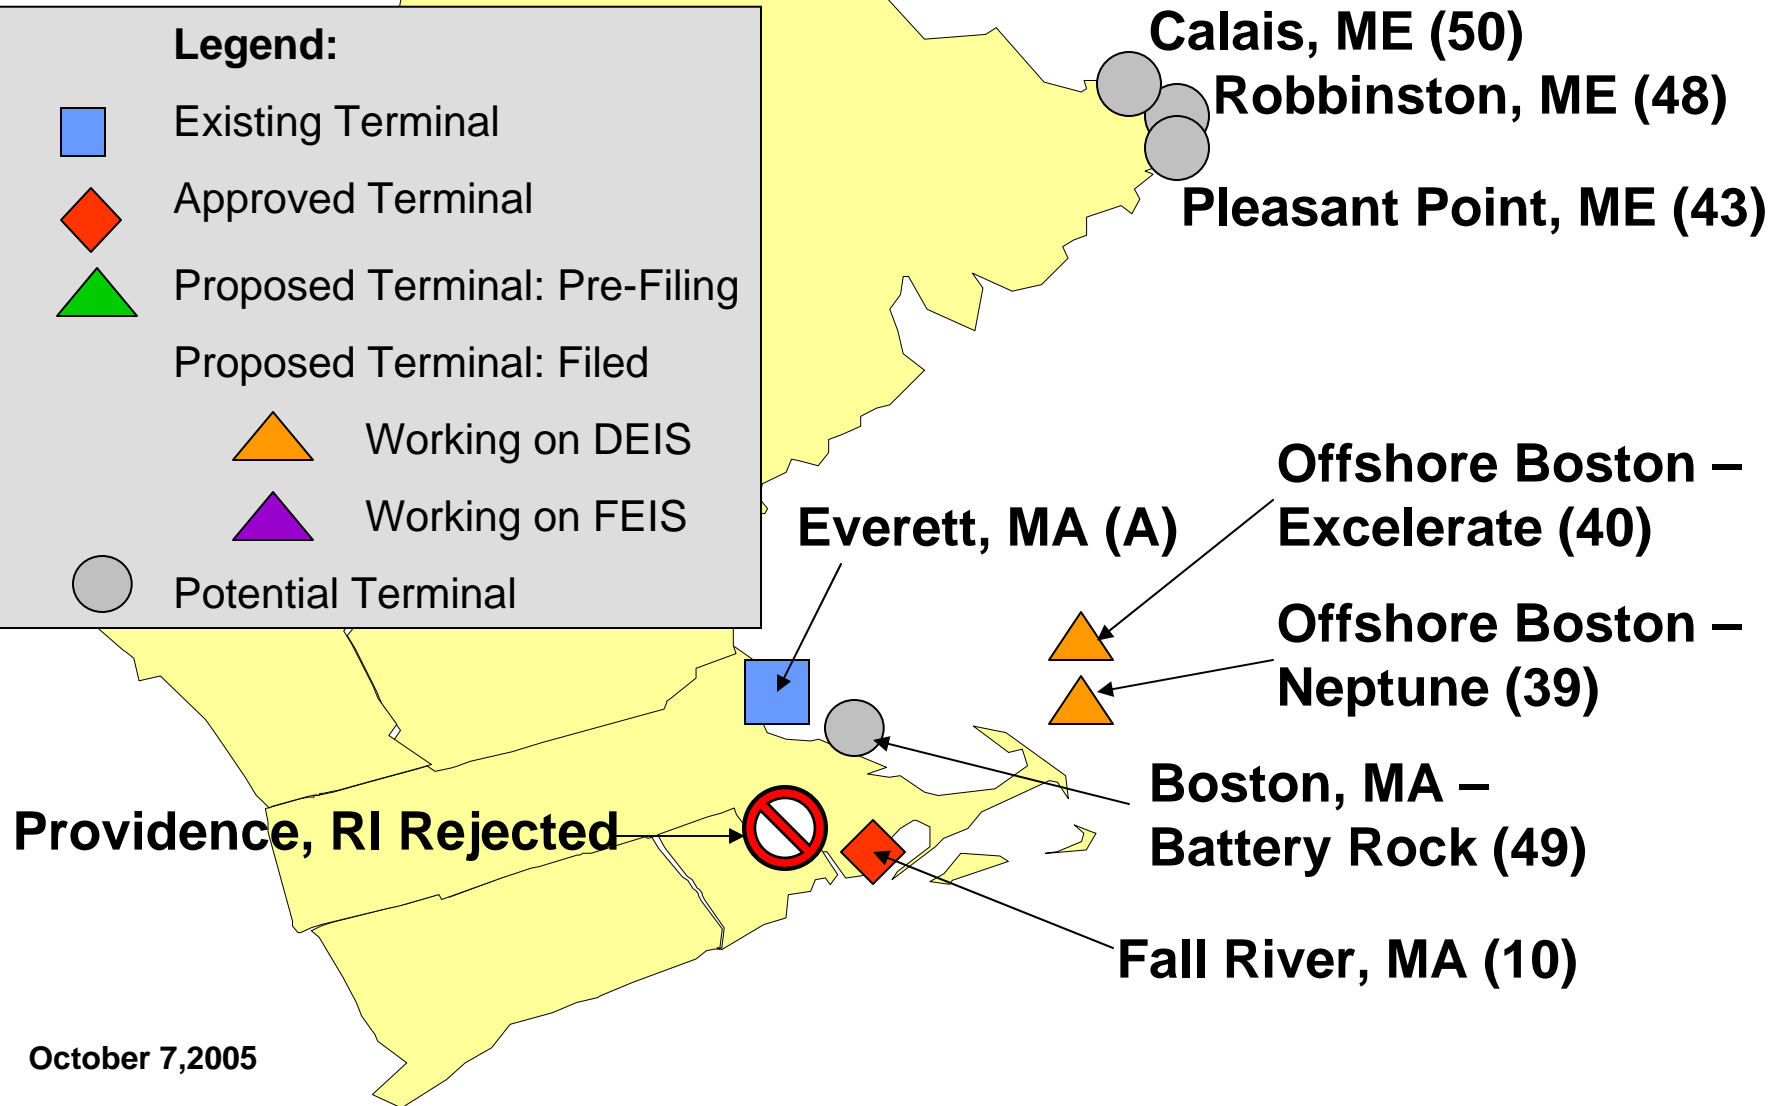 Legend:
Existing Terminal
Approved Terminal
Proposed Terminal: Pre-Filing
Proposed Terminal: Filed
Working on DEIS
Working on FEIS
Potential Terminal
Calais, ME (50)
Robbinston, ME (48)
Pleasant Point, ME (43)
Everett, MA (A)
Offshore Boston –
Excelerate (40)
Offshore Boston –
Neptune (39)
Boston, MA –
Battery Rock (49)
Providence, RI Rejected
Fall River, MA (10)
October 7,2005